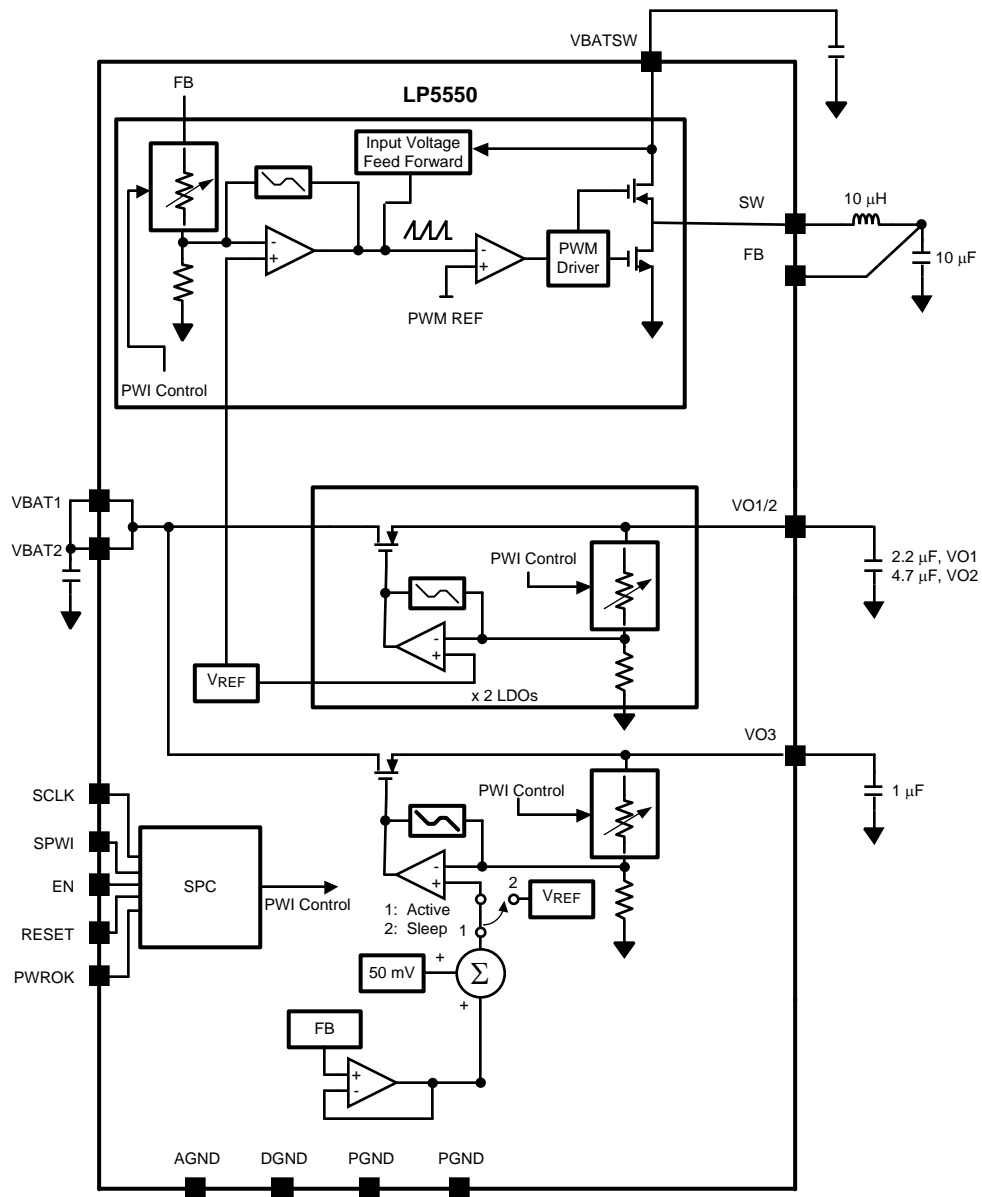 VBATSW
FB
LP5550
Input Voltage
Feed Forward
SW
10 μH
-
+
-
+
PWM
Driver
FB
10 μF
PWM REF
PWI Control
VBAT1
VBAT2
VO1/2
PWI Control
2.2 μF, VO1
4.7 μF, VO2
-
+
VREF
x 2 LDOs
VO3
SCLK
PWI Control
1 μF
SPWI
SPC
-
+
EN
PWI Control
2
VREF
1: Active
2: Sleep
1
RESET
PWROK
50 mV
+
Σ
+
FB
+
-
AGND
DGND
PGND
PGND